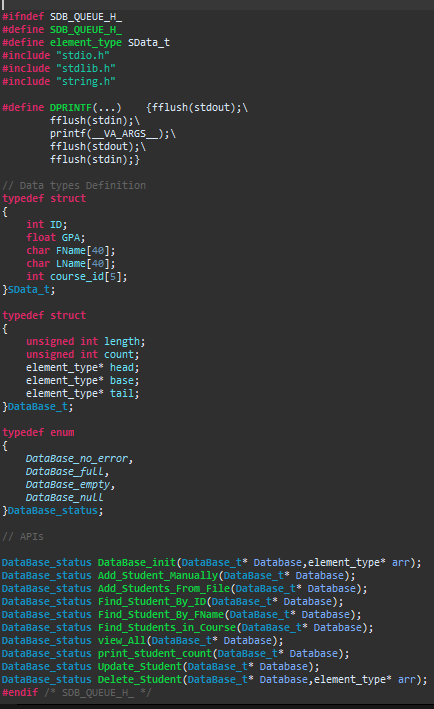 #ifndef SDB_QUEUE_H_
#define SDB_QUEUE_H_
#define element_type SData_t
#include "stdio.h"
#include "stdlib.h"
#include "string.h"

#define DPRINTF(...)    {fflush(stdout);\
        fflush(stdin);\
        printf(__VA_ARGS__);\
        fflush(stdout);\
        fflush(stdin);}

// Data types Definition
typedef struct
{
    int ID;
    float GPA;
    char FName[40];
    char LName[40];
    int course_id[5];
}SData_t;

typedef struct
{
    unsigned int length;
    unsigned int count;
    element_type* head;
    element_type* base;
    element_type* tail;
}DataBase_t;

typedef enum
{
    DataBase_no_error,
    DataBase_full,
    DataBase_empty,
    DataBase_null
}DataBase_status;

// APIs

DataBase_status DataBase_init(DataBase_t* Database,element_type* arr);
DataBase_status Add_Student_Manually(DataBase_t* Database);
DataBase_status Add_Students_From_File(DataBase_t* Database);
DataBase_status Find_Student_By_ID(DataBase_t* Database);
DataBase_status Find_Student_By_FName(DataBase_t* Database);
DataBase_status Find_Students_in_Course(DataBase_t* Database);
DataBase_status view_All(DataBase_t* Database);
DataBase_status print_student_count(DataBase_t* Database);
DataBase_status Update_Student(DataBase_t* Database);
DataBase_status Delete_Student(DataBase_t* Database,element_type* arr);
#endif /* SDB_QUEUE_H_ */